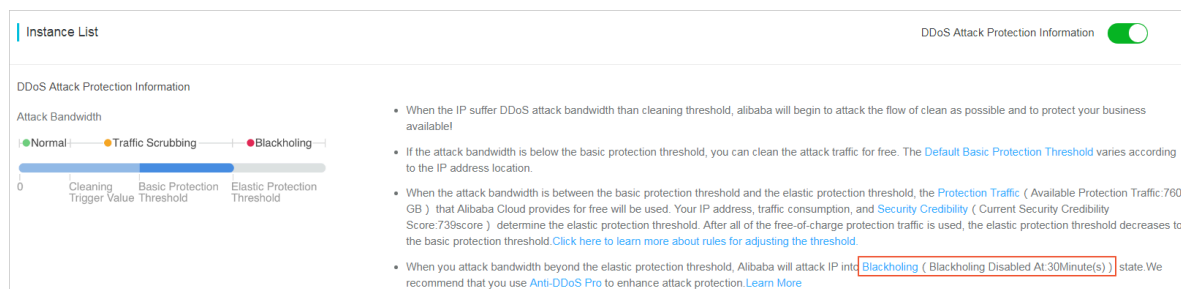 Instance List
DDoS Attack Protection Information
DDoS Attack Protection Information
Attack Bandwidth
Normal
Traffic Scrubbing
Blackholing
0
Cleaning
Trigger Value
Basic Protection
Threshold
Elastic Protection
Threshold
When the IP suffer DDoS attack bandwidth than cleaning threshold, alibaba will begin to attack the flow of clean as possible and to protect your business
available!
If the attack bandwidth is below the basic protection threshold, you can clean the attack traffic for free. The Default Basic Protection Threshold varies according
to the IP address location.
When the attack bandwidth is between the basic protection threshold and the elastic protection threshold, the Protection Traffic ( Available Protection Traffic:760
GB ) that Alibaba Cloud provides for free will be used. Your IP address, traffic consumption, and Security Credibility ( Current Security Credibility
Score:739score ) determine the elastic protection threshold. After all of the free-of-charge protection traffic is used, the elastic protection threshold decreases to
the basic protection threshold.Click here to learn more about rules for adjusting the threshold.
When you attack bandwidth beyond the elastic protection threshold, Alibaba will attack IP into Blackholing ( Blackholing Disabled At:30Minute(s) ) state.We
recommend that you use Anti-DDoS Pro to enhance attack protection.Learn More